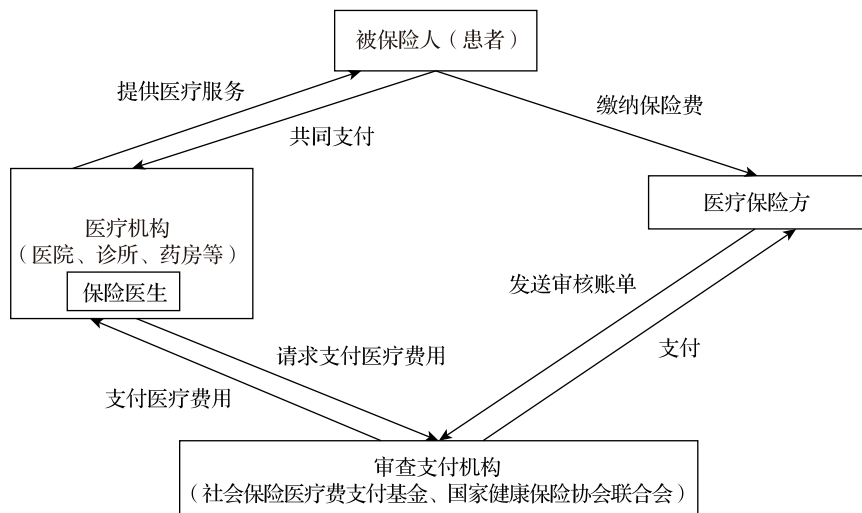 被保险人（患者）
提供医疗服务
缴纳保险费
共同支付
医疗保险方
医疗机构
（医院、诊所、药房等）
保险医生
发送审核账单
支付
请求支付医疗费用
支付医疗费用
审查支付机构
（社会保险医疗费支付基金、国家健康保险协会联合会）